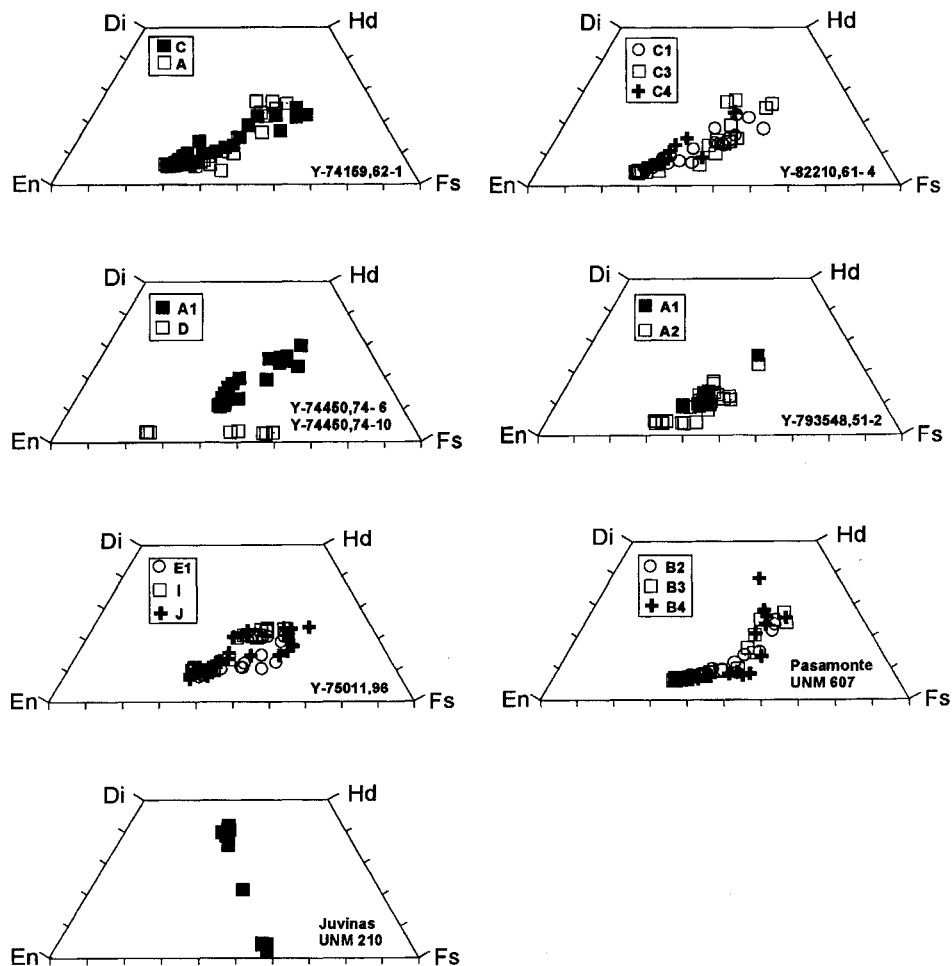 Di Hd
C
A
Y-74159,62-1
En Fs
Di Hd
C1
C3
C4
Y-82210,61-4
En Fs
Di Hd
A1
D
Y-74450,74-6
Y-74450,74-10
En Fs
Di Hd
A1
A2
Y-793548,51-2
En Fs
Di Hd
E1
I
J
Y-75011,96
En Fs
Di Hd
B2
B3
B4
Pasamonte
UNM 607
En Fs
Di Hd
Juvinas
UNM 210
En Fs